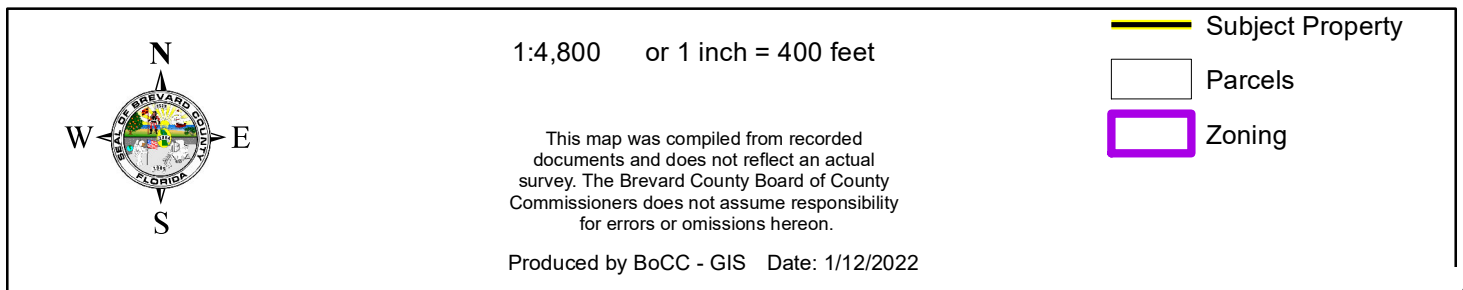 N
W
E
S
SEAL OF BREVARD COUNTY
FLORIDA
1:4,800 or 1 inch = 400 feet
This map was compiled from recorded
documents and does not reflect an actual
survey. The Brevard County Board of County
Commissioners does not assume responsibility
for errors or omissions hereon.
Produced by BoCC - GIS Date: 1/12/2022
Subject Property
Parcels
Zoning